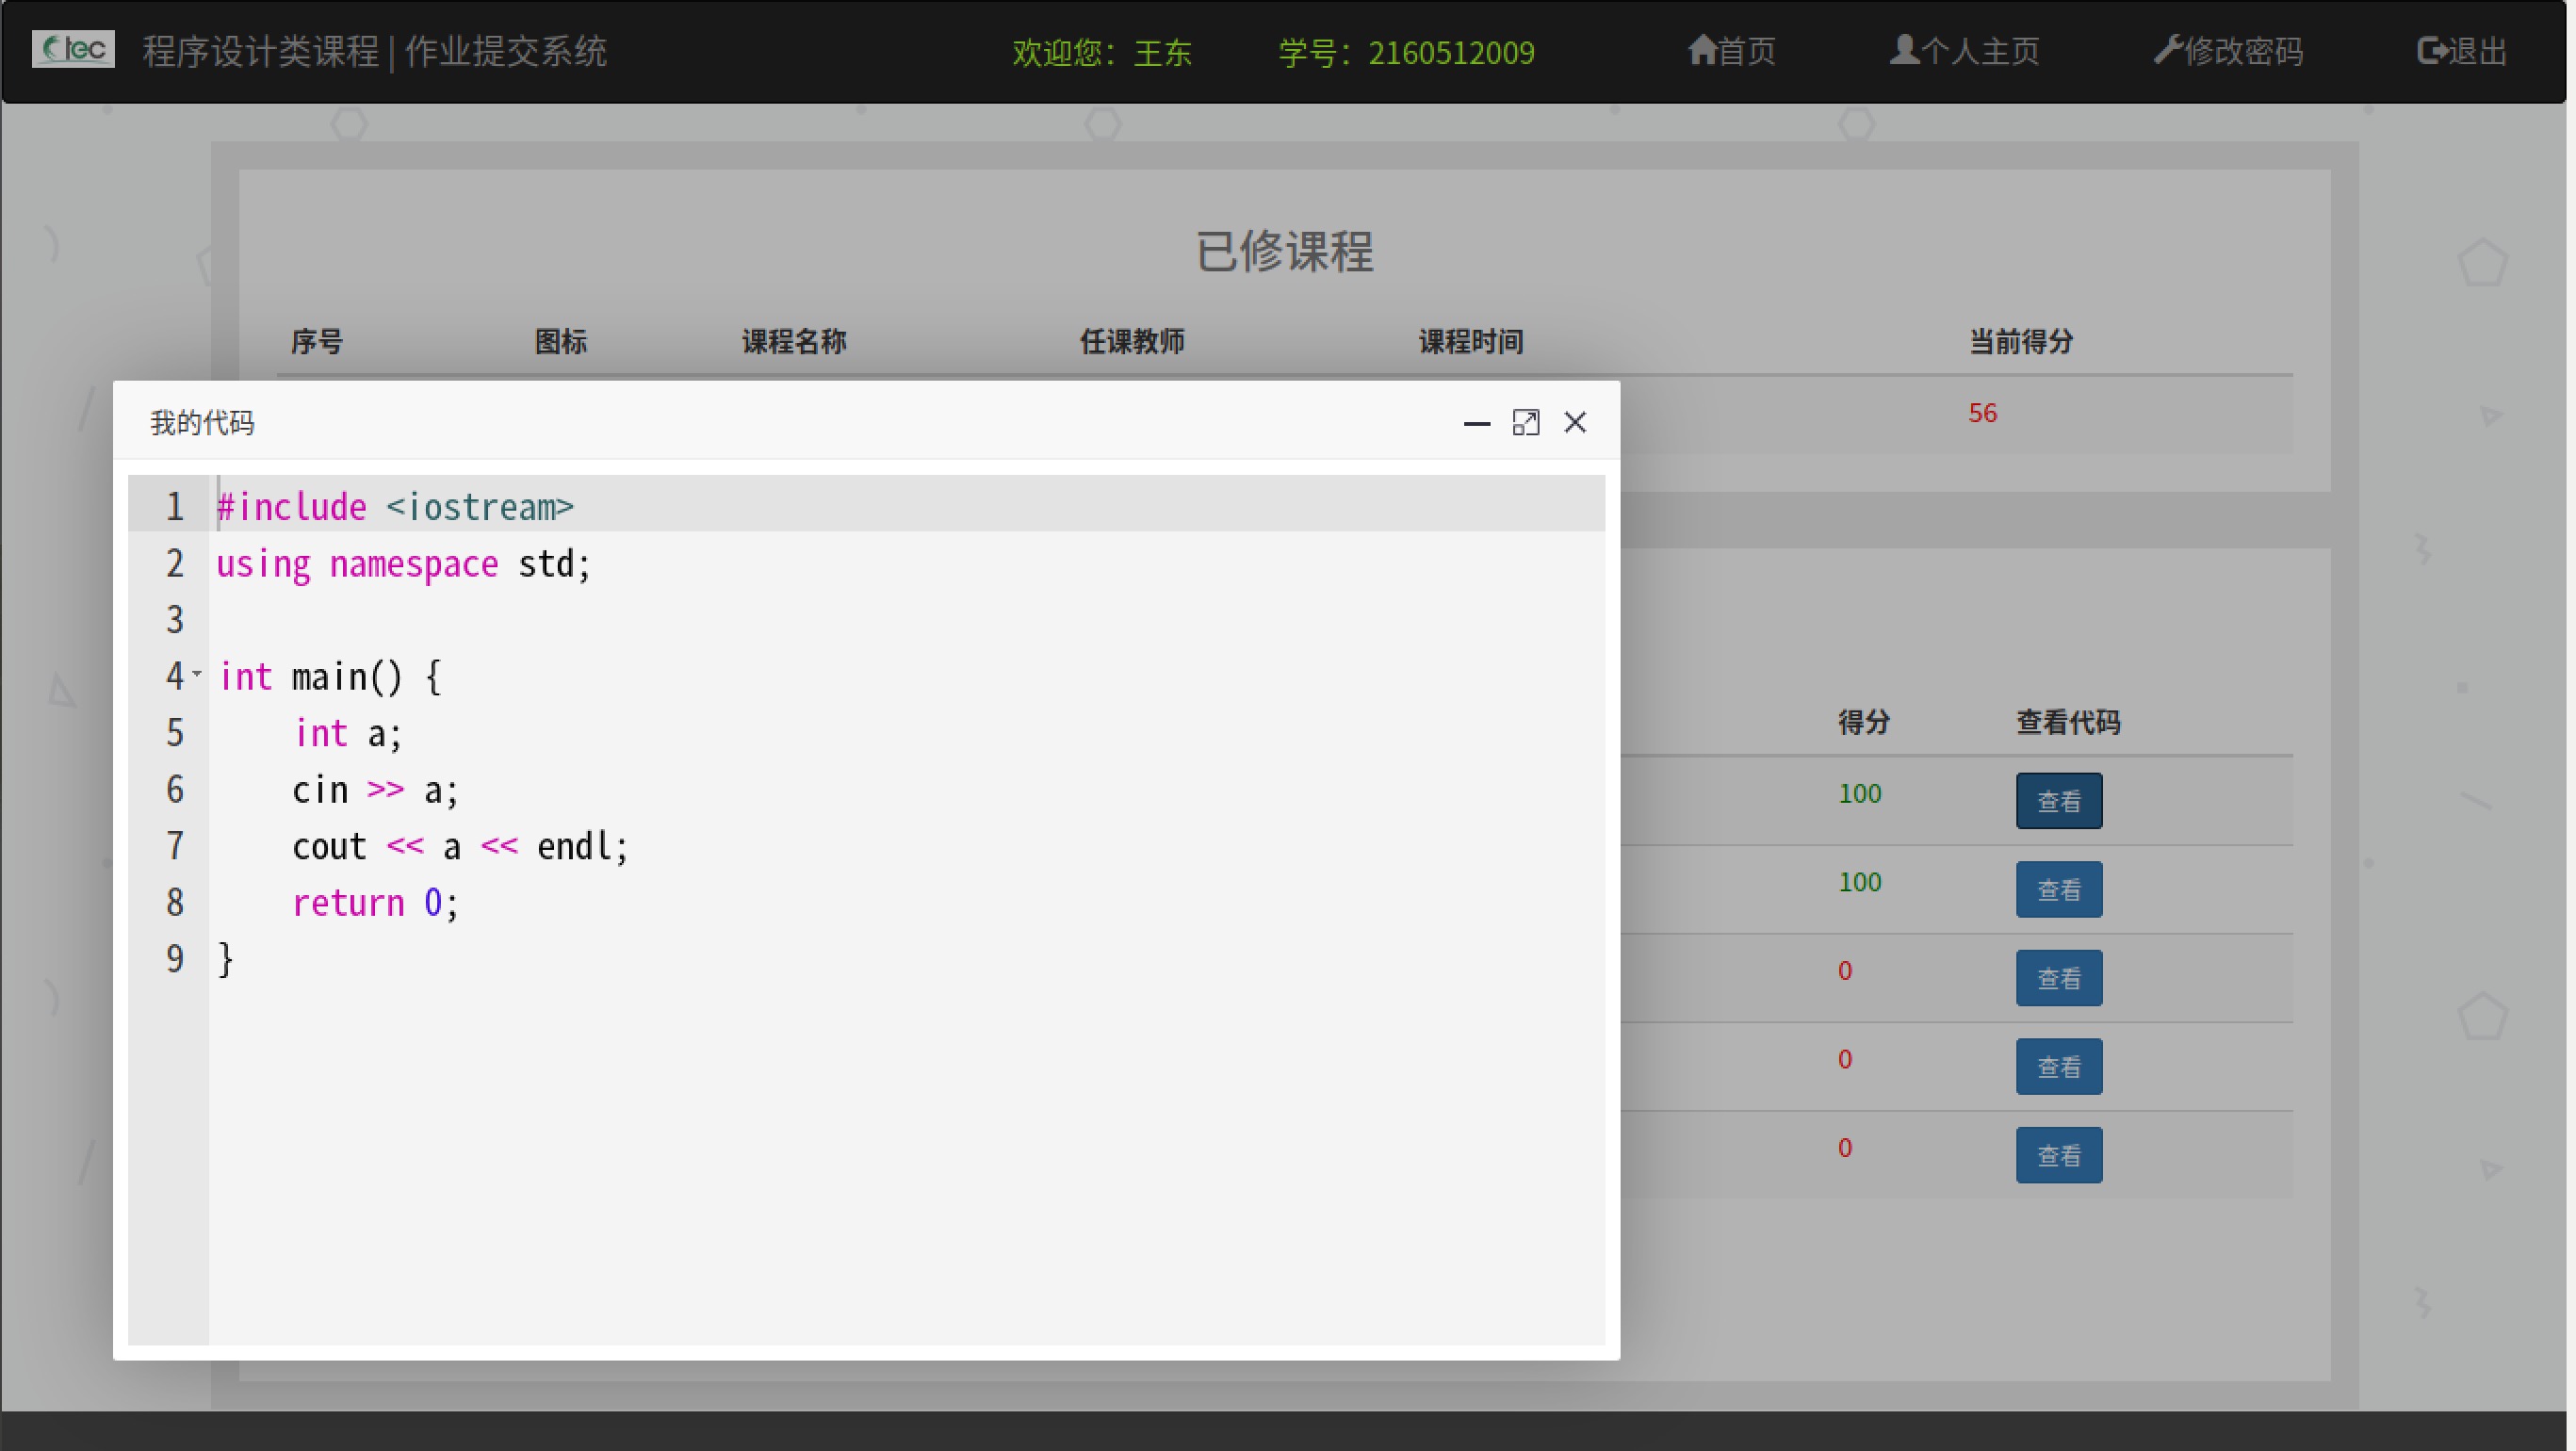 tec 程序设计类课程 | 作业提交系统 欢迎您：王东 学号：2160512009 首页 个人主页 修改密码 退出
已修课程
序号 图标 课程名称 任课教师 课程时间 当前得分
56
我的代码
1 #include <iostream>
2 using namespace std;
3
4 int main() {
5     int a;
6     cin >> a;
7     cout << a << endl;
8     return 0;
9 }
得分 查看代码
100 查看
100 查看
0 查看
0 查看
0 查看